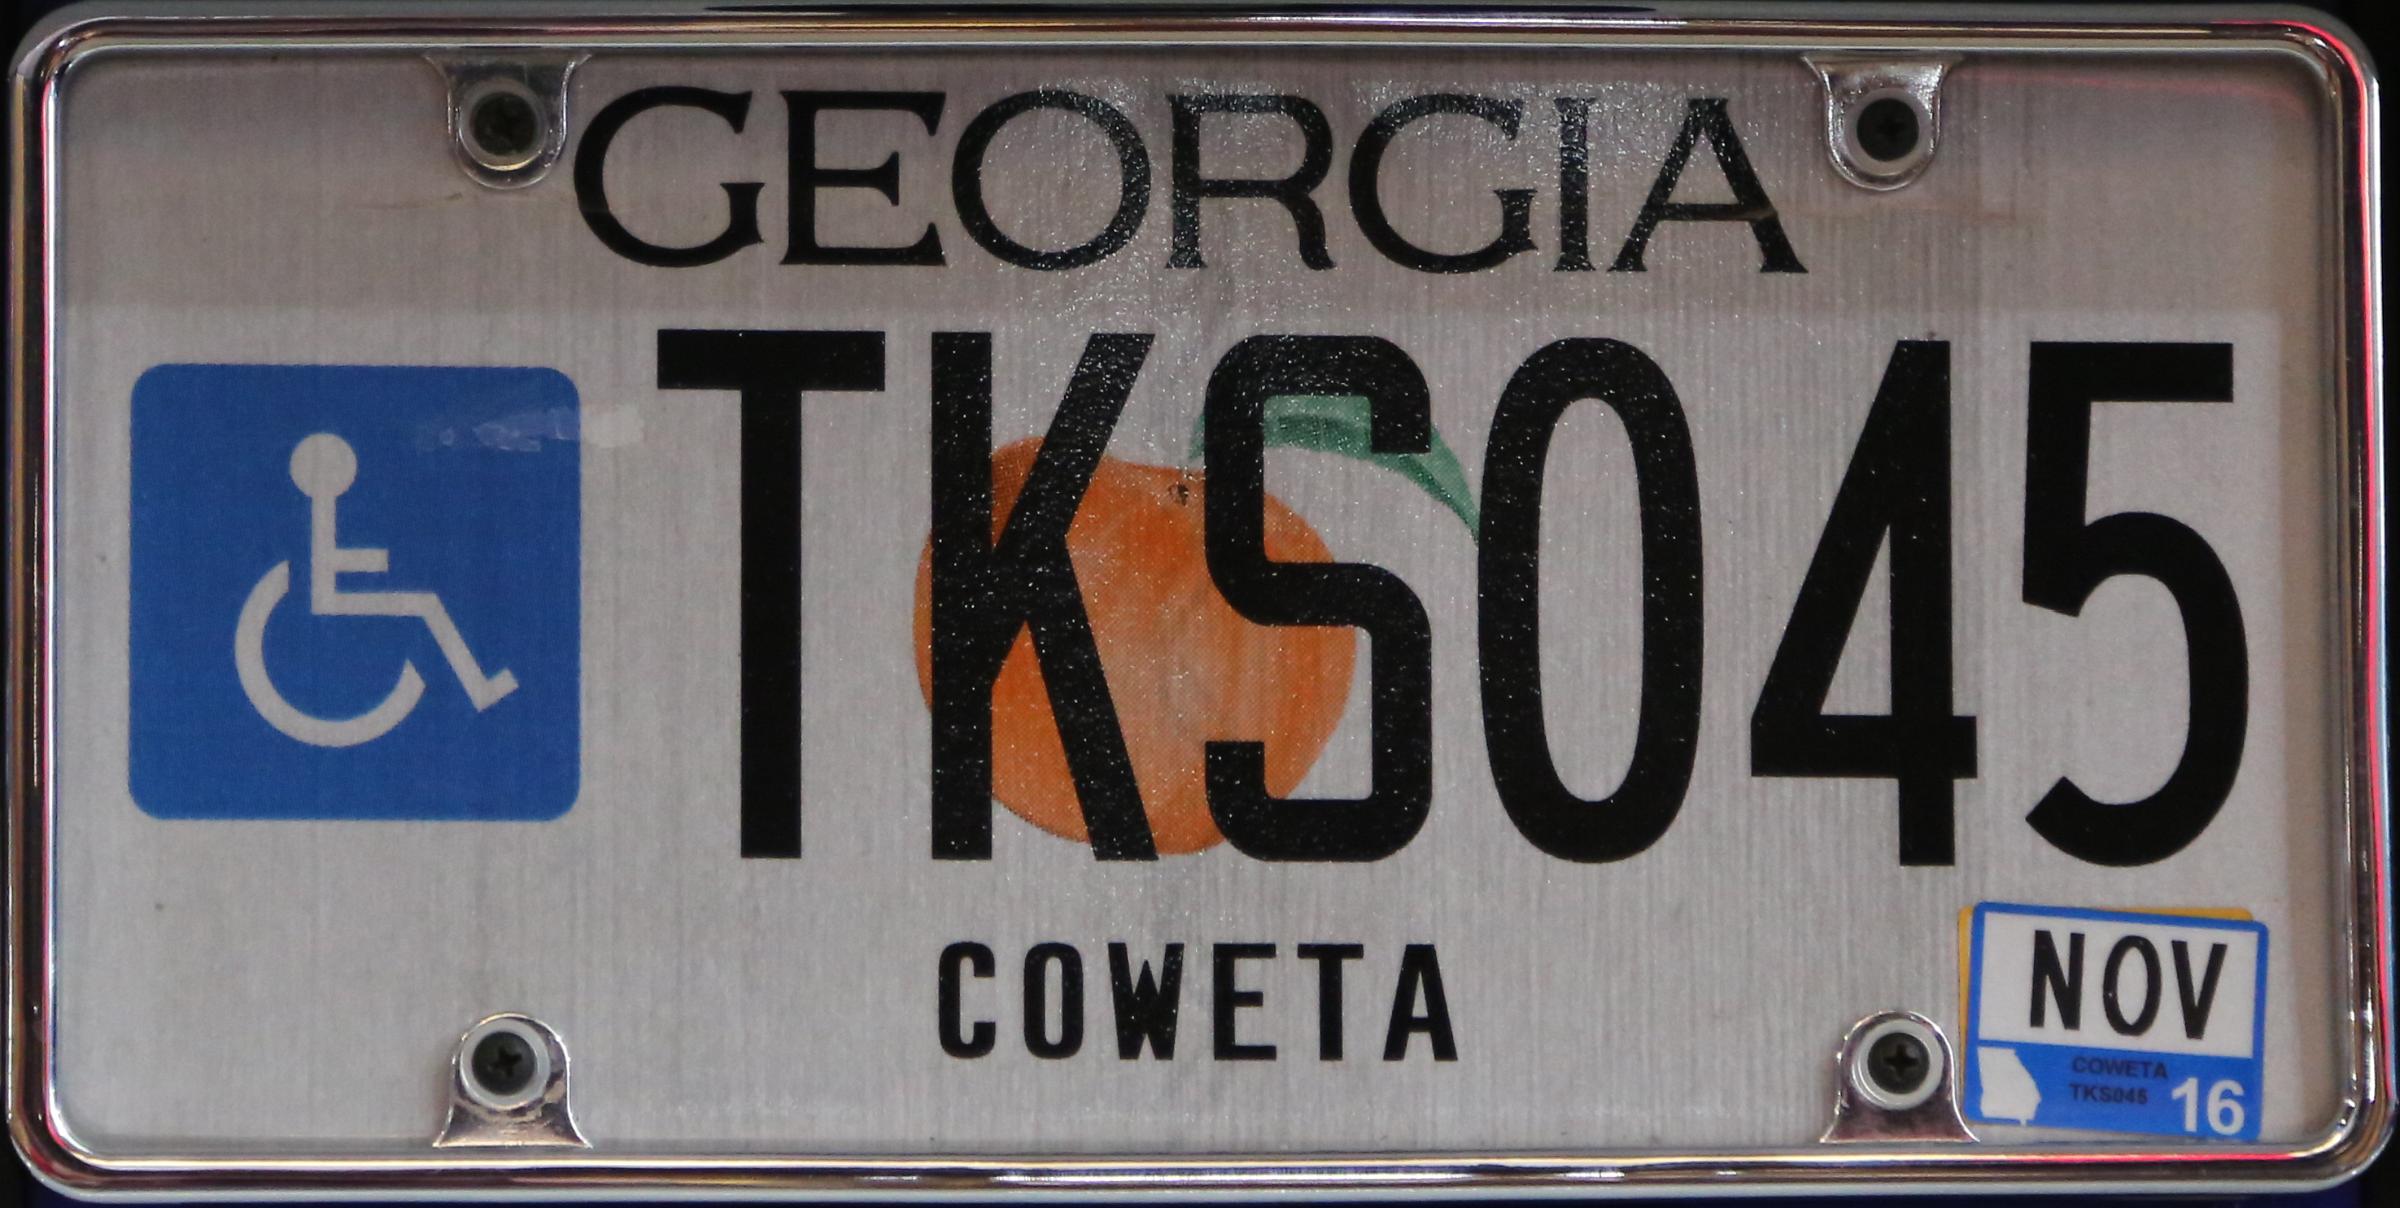 GEORGIA
TKS045
COWETA
NOV
COWETA
TKS045
16